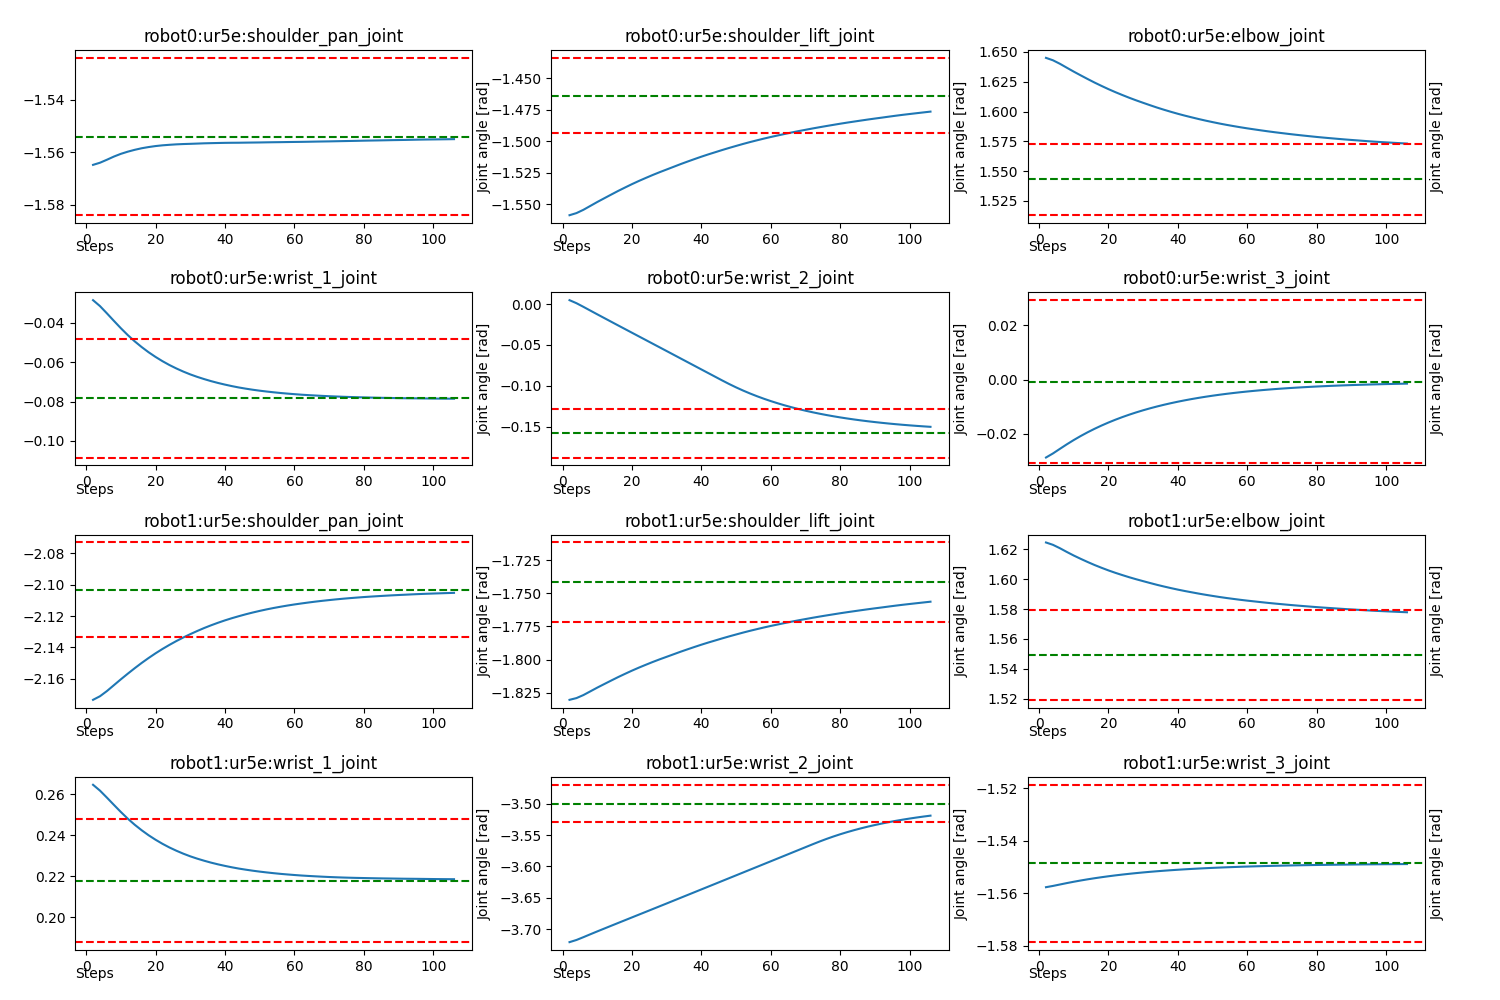 robot0:ur5e:shoulder_pan_joint
−1.54
−1.56
−1.58
0 20 40 60 80 100
Steps
Joint angle [rad]
robot0:ur5e:shoulder_lift_joint
−1.450
−1.475
−1.500
−1.525
−1.550
0 20 40 60 80 100
Steps
Joint angle [rad]
robot0:ur5e:elbow_joint
1.650
1.625
1.600
1.575
1.550
1.525
0 20 40 60 80 100
Steps
Joint angle [rad]
robot0:ur5e:wrist_1_joint
−0.04
−0.06
−0.08
−0.10
0 20 40 60 80 100
Steps
Joint angle [rad]
robot0:ur5e:wrist_2_joint
0.00
−0.05
−0.10
−0.15
0 20 40 60 80 100
Steps
Joint angle [rad]
robot0:ur5e:wrist_3_joint
0.02
0.00
−0.02
0 20 40 60 80 100
Steps
Joint angle [rad]
robot1:ur5e:shoulder_pan_joint
−2.08
−2.10
−2.12
−2.14
−2.16
0 20 40 60 80 100
Steps
Joint angle [rad]
robot1:ur5e:shoulder_lift_joint
−1.725
−1.750
−1.775
−1.800
−1.825
0 20 40 60 80 100
Steps
Joint angle [rad]
robot1:ur5e:elbow_joint
1.62
1.60
1.58
1.56
1.54
1.52
0 20 40 60 80 100
Steps
Joint angle [rad]
robot1:ur5e:wrist_1_joint
0.26
0.24
0.22
0.20
0 20 40 60 80 100
Steps
Joint angle [rad]
robot1:ur5e:wrist_2_joint
−3.50
−3.55
−3.60
−3.65
−3.70
0 20 40 60 80 100
Steps
Joint angle [rad]
robot1:ur5e:wrist_3_joint
−1.52
−1.54
−1.56
−1.58
0 20 40 60 80 100
Steps
Joint angle [rad]